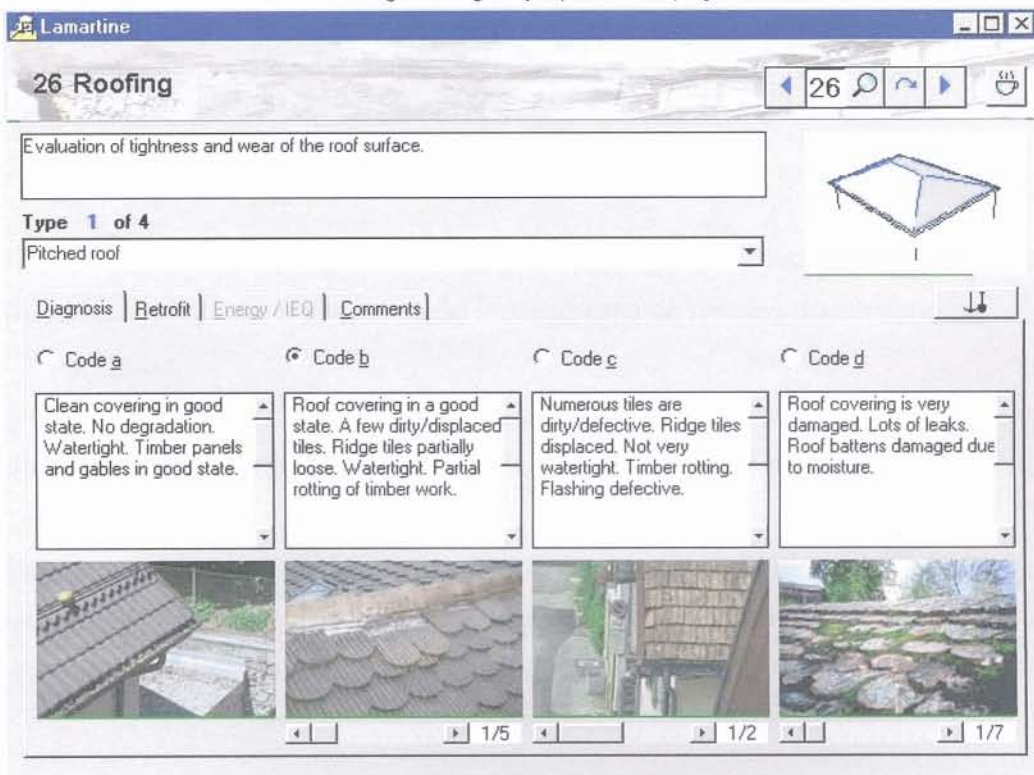 Lamartine
26 Roofing
26
Evaluation of tightness and wear of the roof surface.
Type 1 of 4
Pitched roof
Diagnosis Retrofit Energy / IEQ Comments
Code a
Code b
Code c
Code d
Clean covering in good
state. No degradation.
Watertight. Timber panels
and gables in good state.
Roof covering in a good
state. A few dirty/displaced
tiles. Ridge tiles partially
loose. Watertight. Partial
rotting of timber work.
Numerous tiles are
dirty/defective. Ridge tiles
displaced. Not very
watertight. Timber rotting.
Flashing defective.
Roof covering is very
damaged. Lots of leaks.
Roof battens damaged due
to moisture.
1/5
1/2
1/7